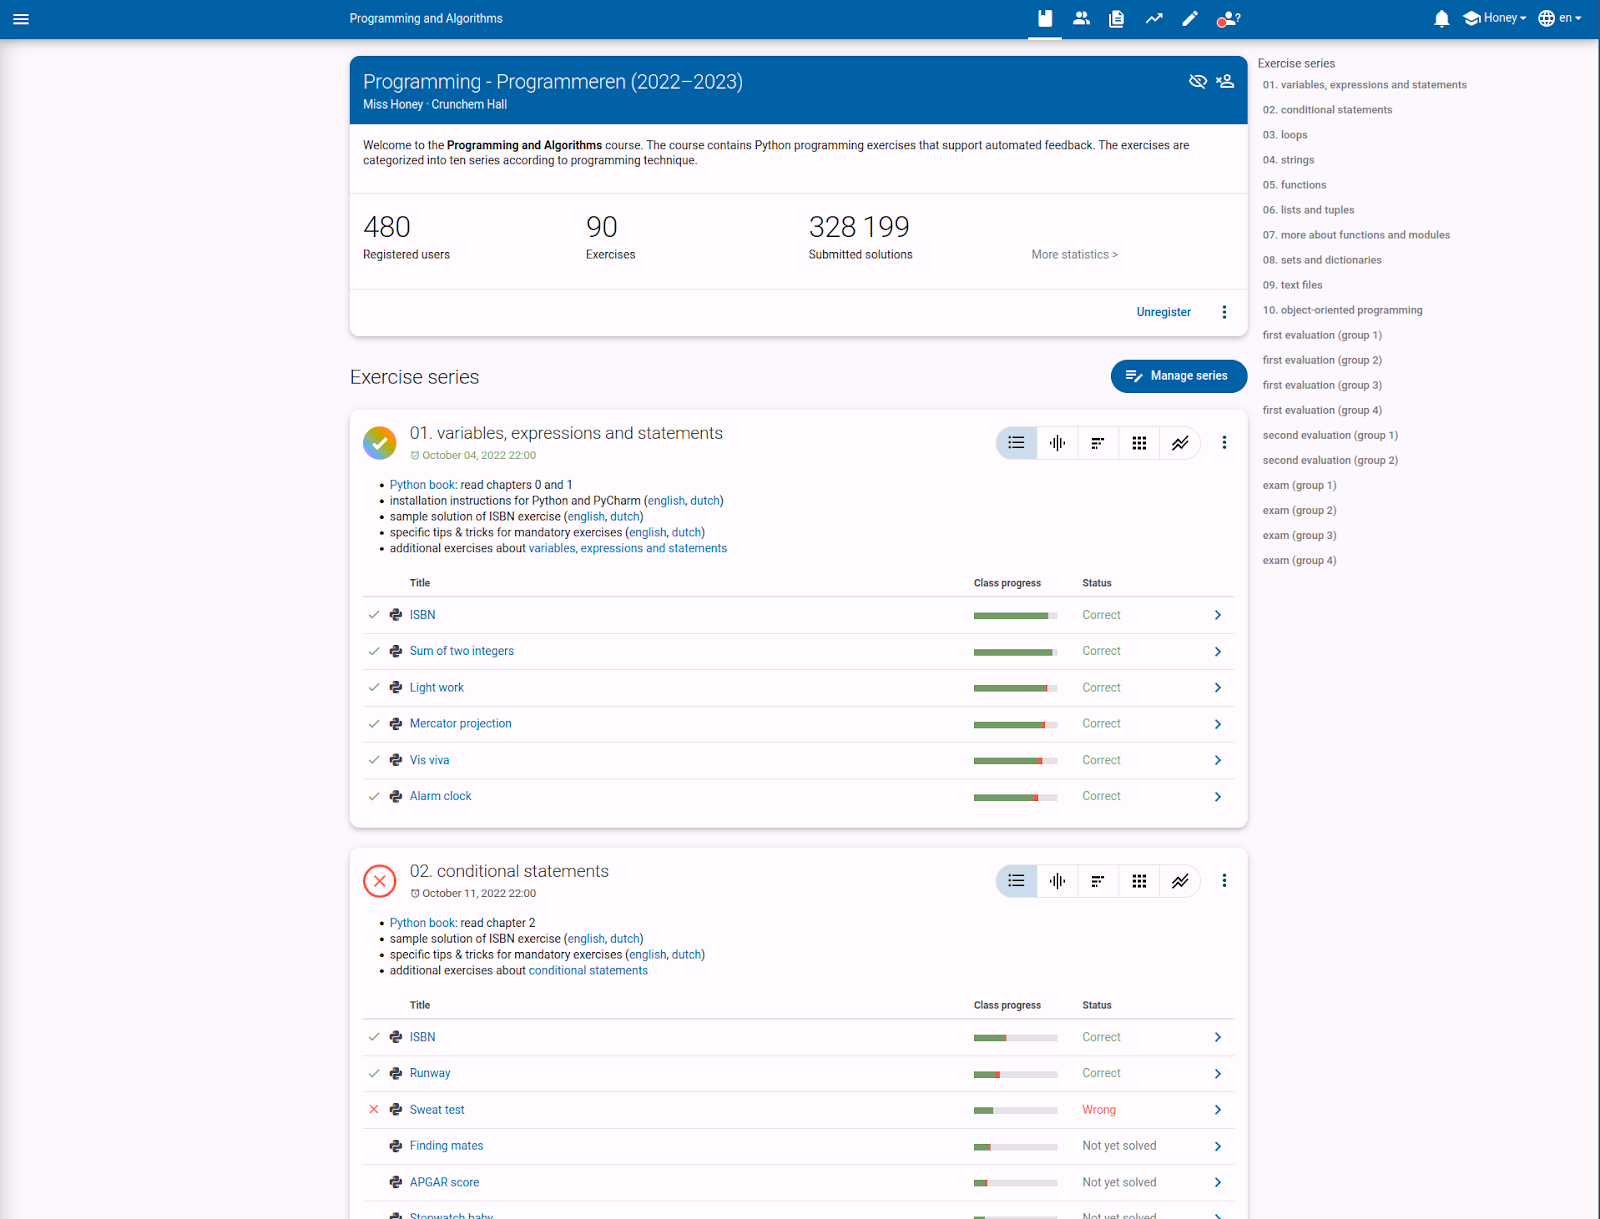 Programming and Algorithms
?
Honey
en
Programming - Programmeren (2022–2023)
Miss Honey · Crunchem Hall
Welcome to the Programming and Algorithms course. The course contains Python programming exercises that support automated feedback. The exercises are
categorized into ten series according to programming technique.
480
Registered users
90
Exercises
328 199
Submitted solutions
More statistics >
Unregister
Exercise series
Manage series
01. variables, expressions and statements
October 04, 2022 22:00
• Python book: read chapters 0 and 1
• installation instructions for Python and PyCharm (english, dutch)
• sample solution of ISBN exercise (english, dutch)
• specific tips & tricks for mandatory exercises (english, dutch)
• additional exercises about variables, expressions and statements
Title Class progress Status
ISBN Correct
Sum of two integers Correct
Light work Correct
Mercator projection Correct
Vis viva Correct
Alarm clock Correct
02. conditional statements
October 11, 2022 22:00
• Python book: read chapter 2
• sample solution of ISBN exercise (english, dutch)
• specific tips & tricks for mandatory exercises (english, dutch)
• additional exercises about conditional statements
Title Class progress Status
ISBN Correct
Runway Correct
Sweat test Wrong
Finding mates Not yet solved
APGAR score Not yet solved
Stopwatch baby Not yet solved
Exercise series
01. variables, expressions and statements
02. conditional statements
03. loops
04. strings
05. functions
06. lists and tuples
07. more about functions and modules
08. sets and dictionaries
09. text files
10. object-oriented programming
first evaluation (group 1)
first evaluation (group 2)
first evaluation (group 3)
first evaluation (group 4)
second evaluation (group 1)
second evaluation (group 2)
exam (group 1)
exam (group 2)
exam (group 3)
exam (group 4)